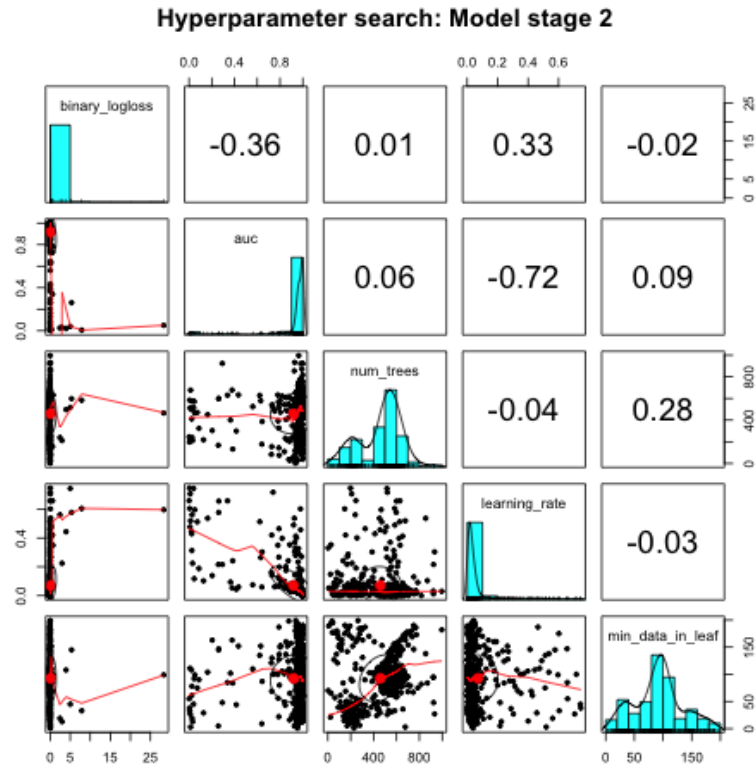 Hyperparameter search: Model stage 2
0.0 0.4 0.8 0.0 0.2 0.4 0.6
binary_logloss -0.36 0.01 0.33 -0.02 0 5 15 25
0.0 0.4 0.8 auc 0.06 -0.72 0.09
num_trees -0.04 0.28 0 400 800
0.0 0.4 learning_rate -0.03
min_data_in_leaf 0 50 150
0 5 15 25 0 400 800 0 50 150